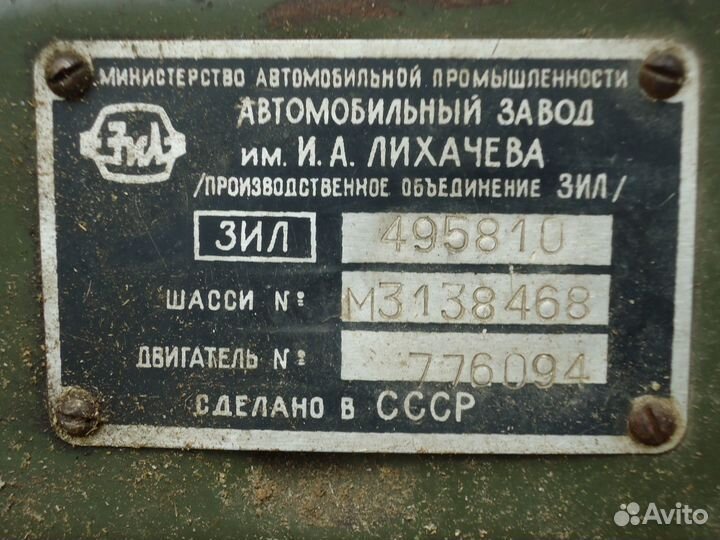 МИНИСТЕРСТВО АВТОМОБИЛЬНОЙ ПРОМЫШЛЕННОСТИ
АВТОМОБИЛЬНЫЙ ЗАВОД
ЗИЛ
им. И. А. ЛИХАЧЕВА
/ПРОИЗВОДСТВЕННОЕ ОБЪЕДИНЕНИЕ ЗИЛ/
ЗИЛ 495810
ШАССИ № М3138468
ДВИГАТЕЛЬ № 776094
СДЕЛАНО В СССР
Avito